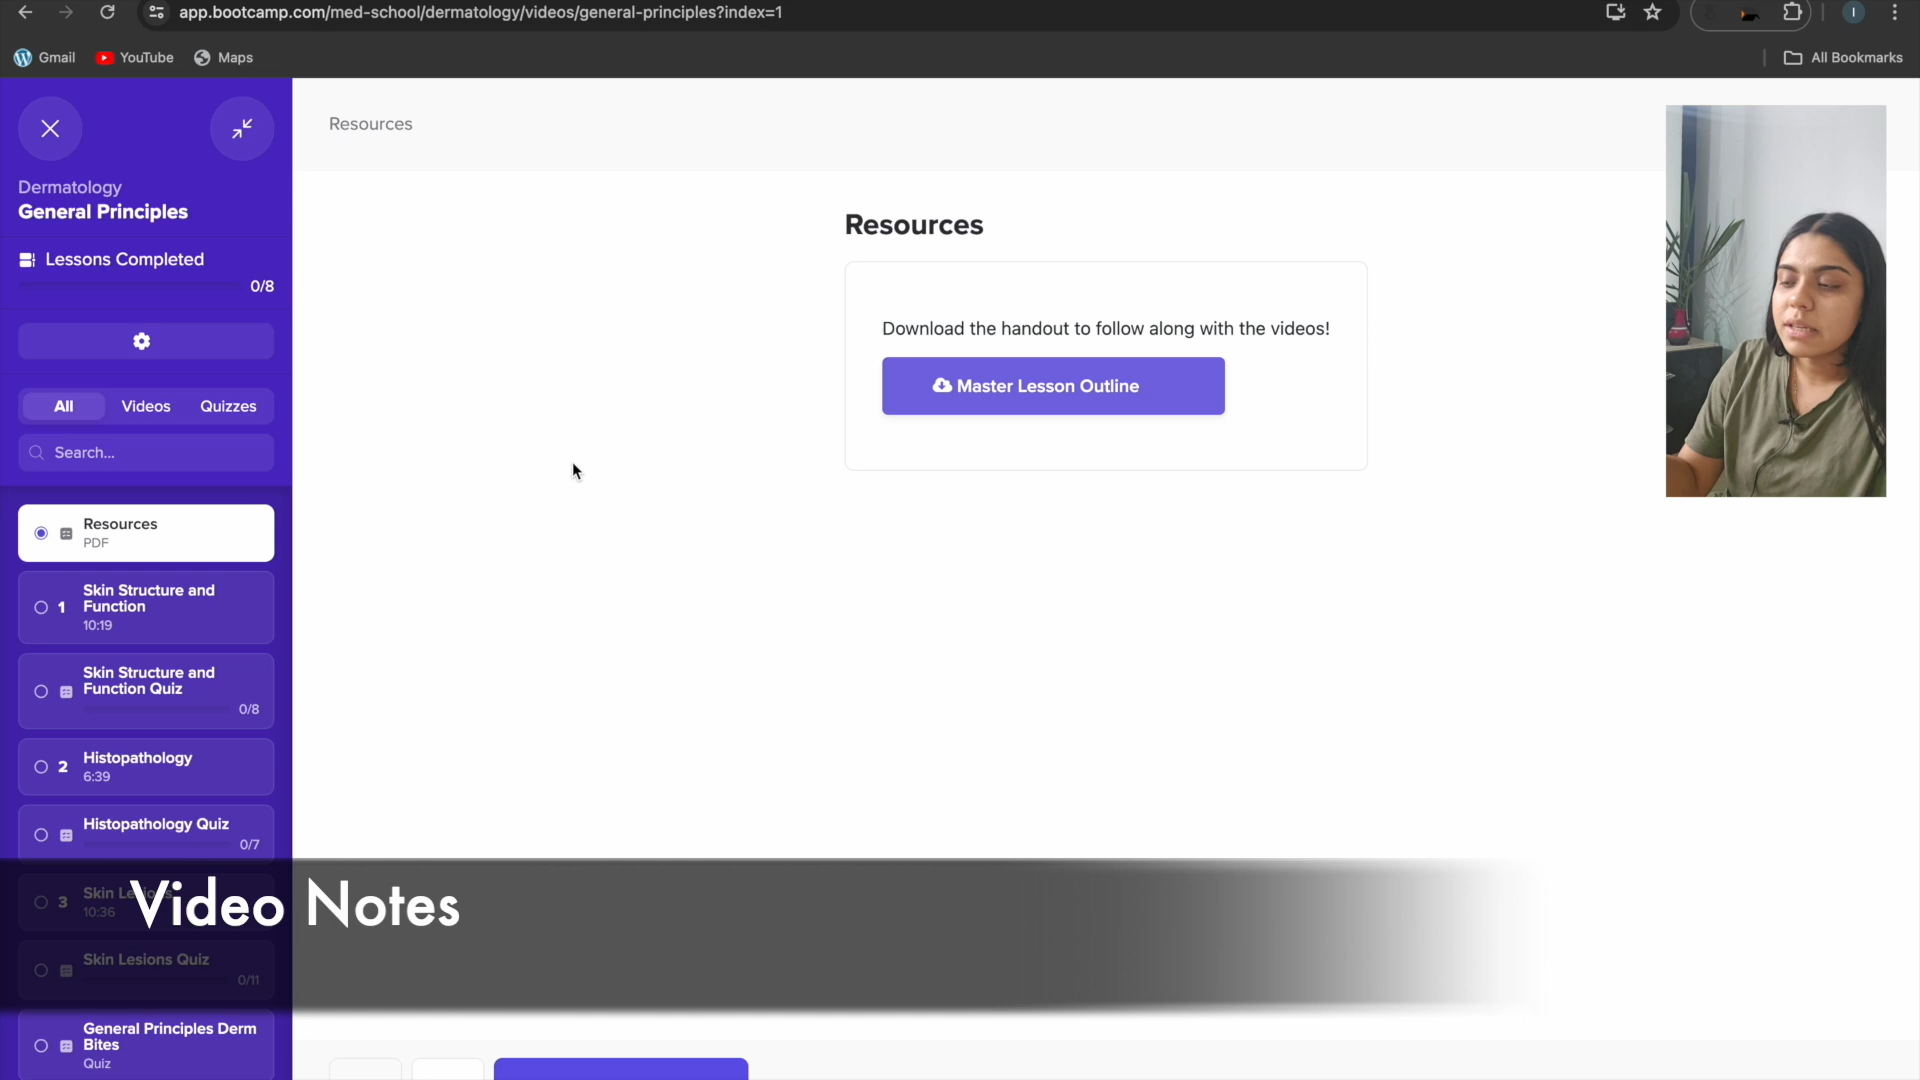 app.bootcamp.com/med-school/dermatology/videos/general-principles?index=1
I
Gmail
YouTube
Maps
All Bookmarks
Dermatology
General Principles
Lessons Completed
0/8
All
Videos
Quizzes
Search...
Resources
PDF
1
Skin Structure and
Function
10:19
Skin Structure and
Function Quiz
0/8
2
Histopathology
6:39
Histopathology Quiz
0/7
3
Skin Lesions
10:36
Skin Lesions Quiz
0/11
General Principles Derm
Bites
Quiz
Resources
Resources
Download the handout to follow along with the videos!
Master Lesson Outline
Video Notes